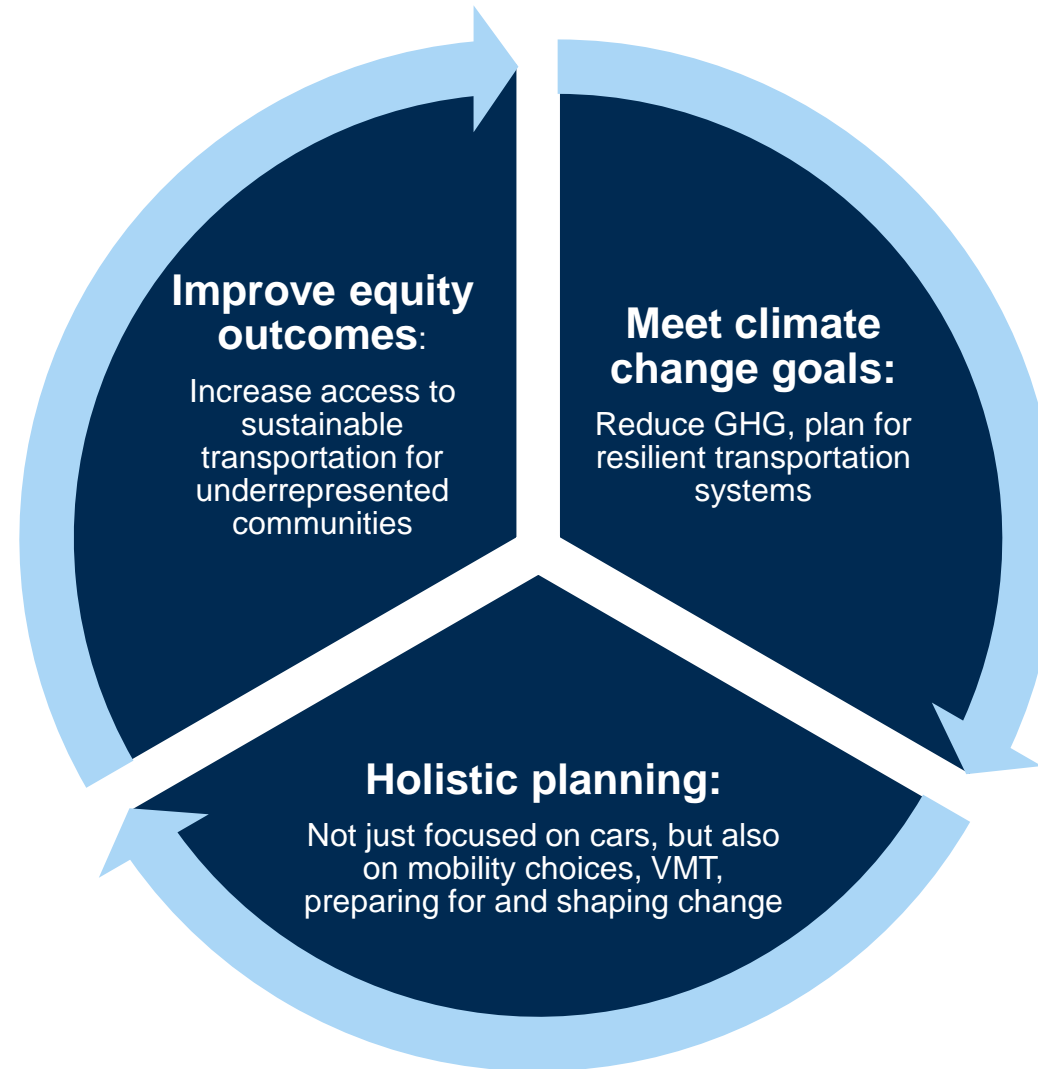 Improve equity
outcomes:
Increase access to
sustainable
transportation for
underrepresented
communities
Meet climate
change goals:
Reduce GHG, plan for
resilient transportation
systems
Holistic planning:
Not just focused on cars, but also
on mobility choices, VMT,
preparing for and shaping change